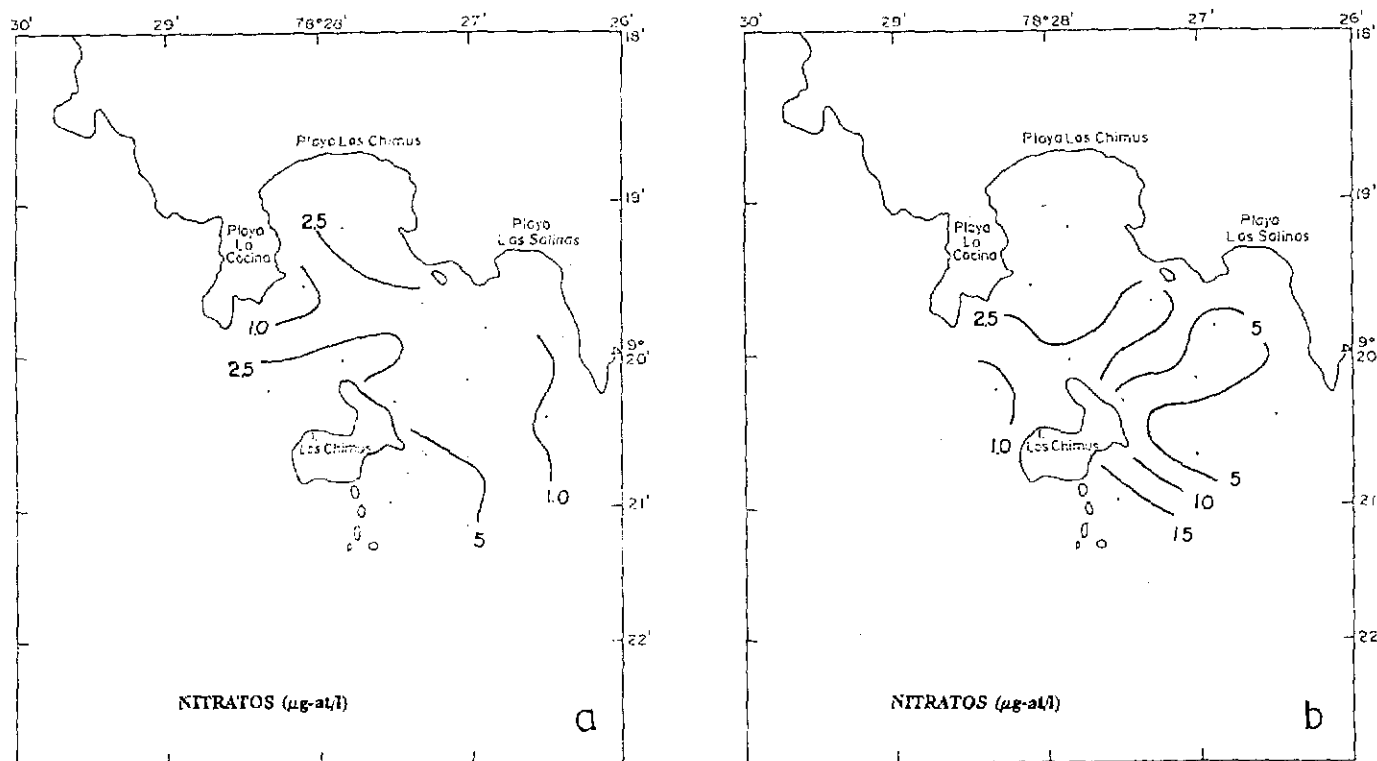 30' 29' 78°28' 27' 26'
18'
Playa Los Chimus
19'
2.5
Playa
La
Cocina
Playa
Las Salinas
1.0
2.5
9°
20'
I.
Los Chimus
1.0
21'
5
22'
NITRATOS (µg-at/l)
a
30' 29' 78°28' 27' 26'
18'
Playa Los Chimus
19'
Playa
La
Cocina
Playa
Las Salinas
2.5
5
9°
20'
1.0
I.
Los Chimus
5
10
21'
15
22
NITRATOS (µg-at/l)
b